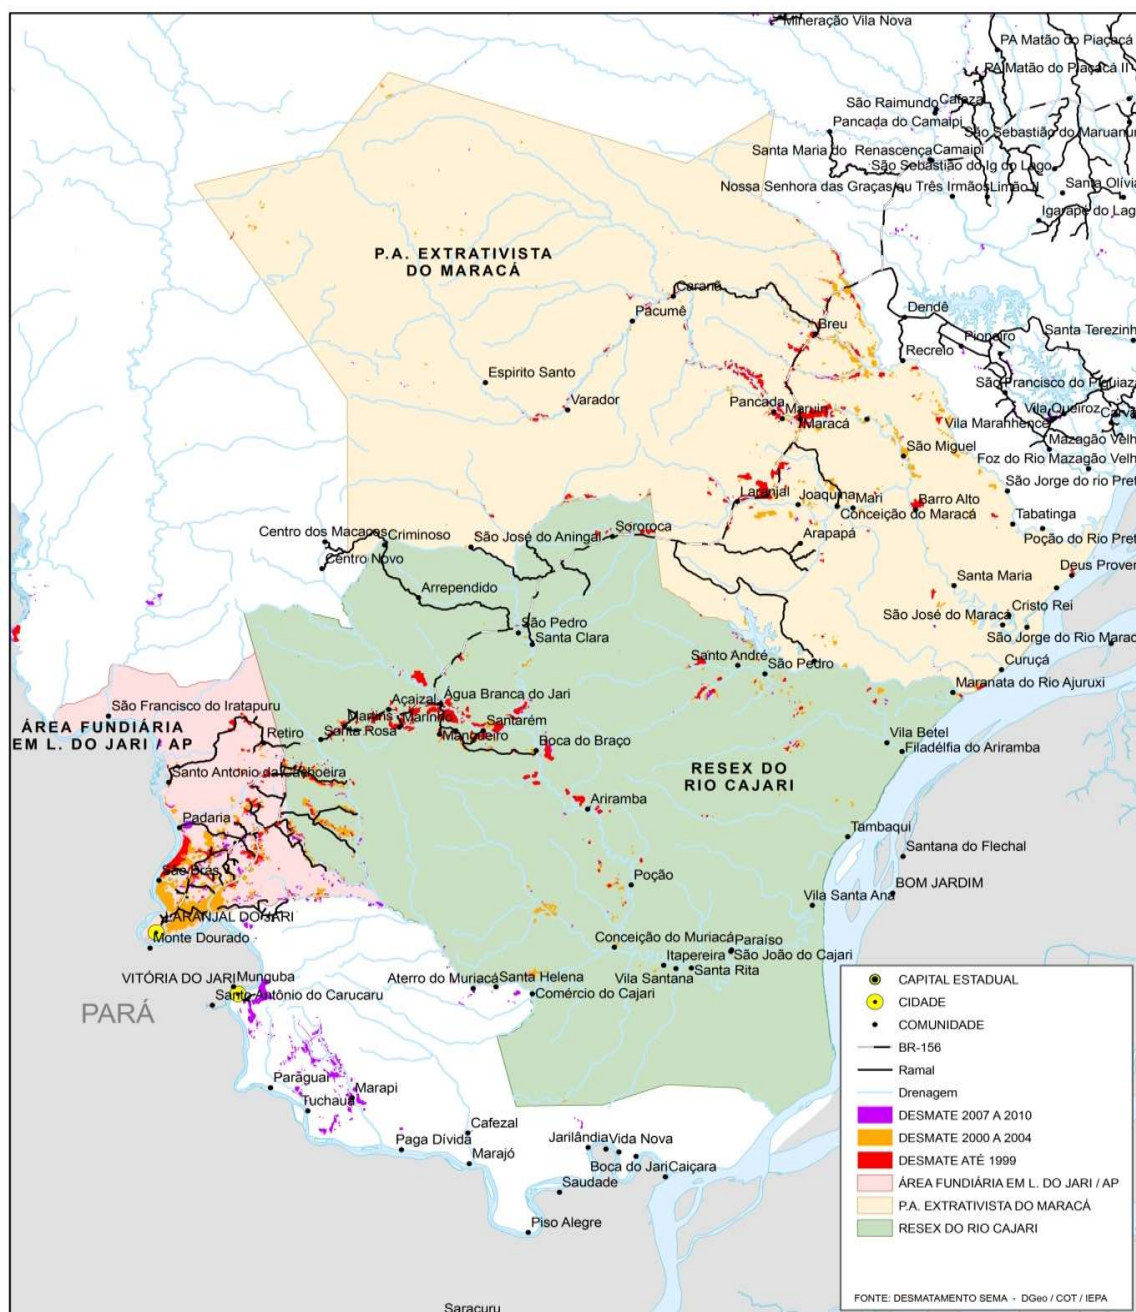 Mineração Vila Nova
PA Matão do Piaçacá
PA Matão do Piaçacá II
São Raimundo
Cafeza
Pancada do Camaipi
São Sebastião do Maruanum
Santa Maria do Renascença
Camaipi
São Sebastião do Ig do Lago
Nossa Senhora das Graças ou Três Irmãos
Limão II
Santa Olívia
Igarapé do Lago
P.A. EXTRATIVISTA
DO MARACÁ
Caraná
Pacumê
Breu
Dendê
Pioneiro
Santa Terezinh
Recreio
Espirito Santo
Varador
São Francisco do Piquiaza
Pancada
Maruin
Maracá
Vila Queiroz
Carva
Vila Maranhence
Mazagão Velh
São Miguel
Foz do Rio Mazagão Velh
Laranjal
Joaquina
Mari
Barro Alto
São Jorge do rio Pret
Conceição do Maracá
Tabatinga
Sororoca
Arapapá
Poção do Rio Pret
Centro dos Macacos
Criminoso
São José do Aningal
Centro Novo
Deus Prover
Arrependido
Santa Maria
Cristo Rei
São José do Maracá
São Jorge do Rio Marac
São Pedro
Santa Clara
Santo André
São Pedro
Curuçá
Maranata do Rio Ajuruxi
São Francisco do Iratapuru
ÁREA FUNDIÁRIA
EM L. DO JARI / AP
Retiro
Açaizal
Água Branca do Jari
Martins
Marinho
Santarém
Santa Rosa
Mangueiro
Boca do Braço
Vila Betel
Filadélfia do Ariramba
RESEX DO
RIO CAJARI
Santo Antonio da Cachoeira
Ariramba
Padaria
Tambaqui
Santana do Flechal
São Brás
Poção
Vila Santa Ana
BOM JARDIM
LARANJAL DO JARI
Monte Dourado
Conceição do Muriacá
Paraíso
Itapereira
São João do Cajari
Vila Santana
Santa Rita
VITÓRIA DO JARI
Munguba
Aterro do Muriacá
Santa Helena
Santo Antônio do Carucaru
Comércio do Cajari
PARÁ
Paraguai
Marapi
Tuchaua
Cafezal
Paga Dívida
Marajó
Jarilândia
Vida Nova
Boca do Jari
Caiçara
Saudade
Piso Alegre
Saracuru
CAPITAL ESTADUAL
CIDADE
COMUNIDADE
BR-156
Ramal
Drenagem
DESMATE 2007 A 2010
DESMATE 2000 A 2004
DESMATE ATÉ 1999
ÁREA FUNDIÁRIA EM L. DO JARI / AP
P.A. EXTRATIVISTA DO MARACÁ
RESEX DO RIO CAJARI
FONTE: DESMATAMENTO SEMA - DGeo / COT / IEPA